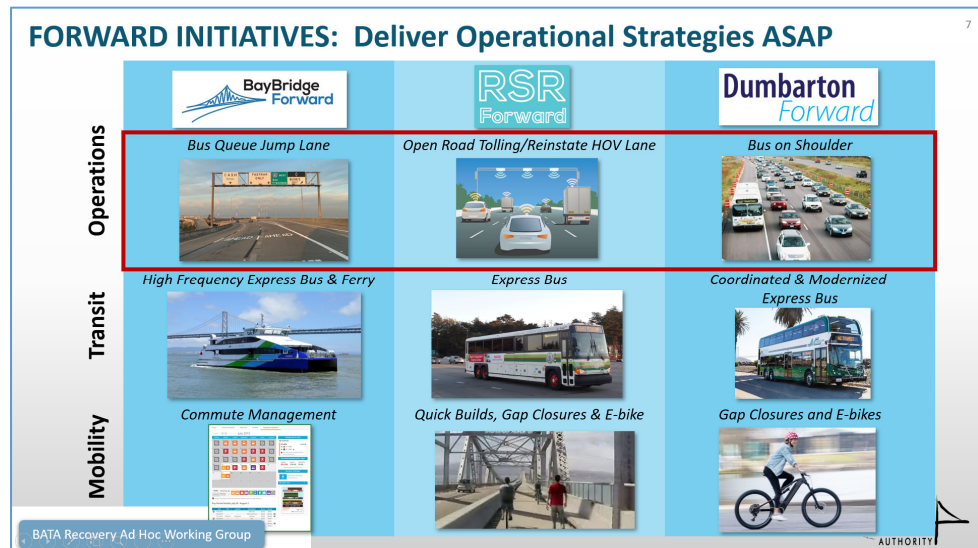 7
FORWARD INITIATIVES: Deliver Operational Strategies ASAP
BayBridge
Forward
RSR
Forward
Dumbarton
Forward
Operations
Bus Queue Jump Lane
Open Road Tolling/Reinstate HOV Lane
Bus on Shoulder
CASH
FASTRAK
ONLY
Transit
High Frequency Express Bus & Ferry
Express Bus
Coordinated & Modernized
Express Bus
Mobility
Commute Management
Quick Builds, Gap Closures & E-bike
Gap Closures and E-bikes
BATA Recovery Ad Hoc Working Group
AUTHORITY